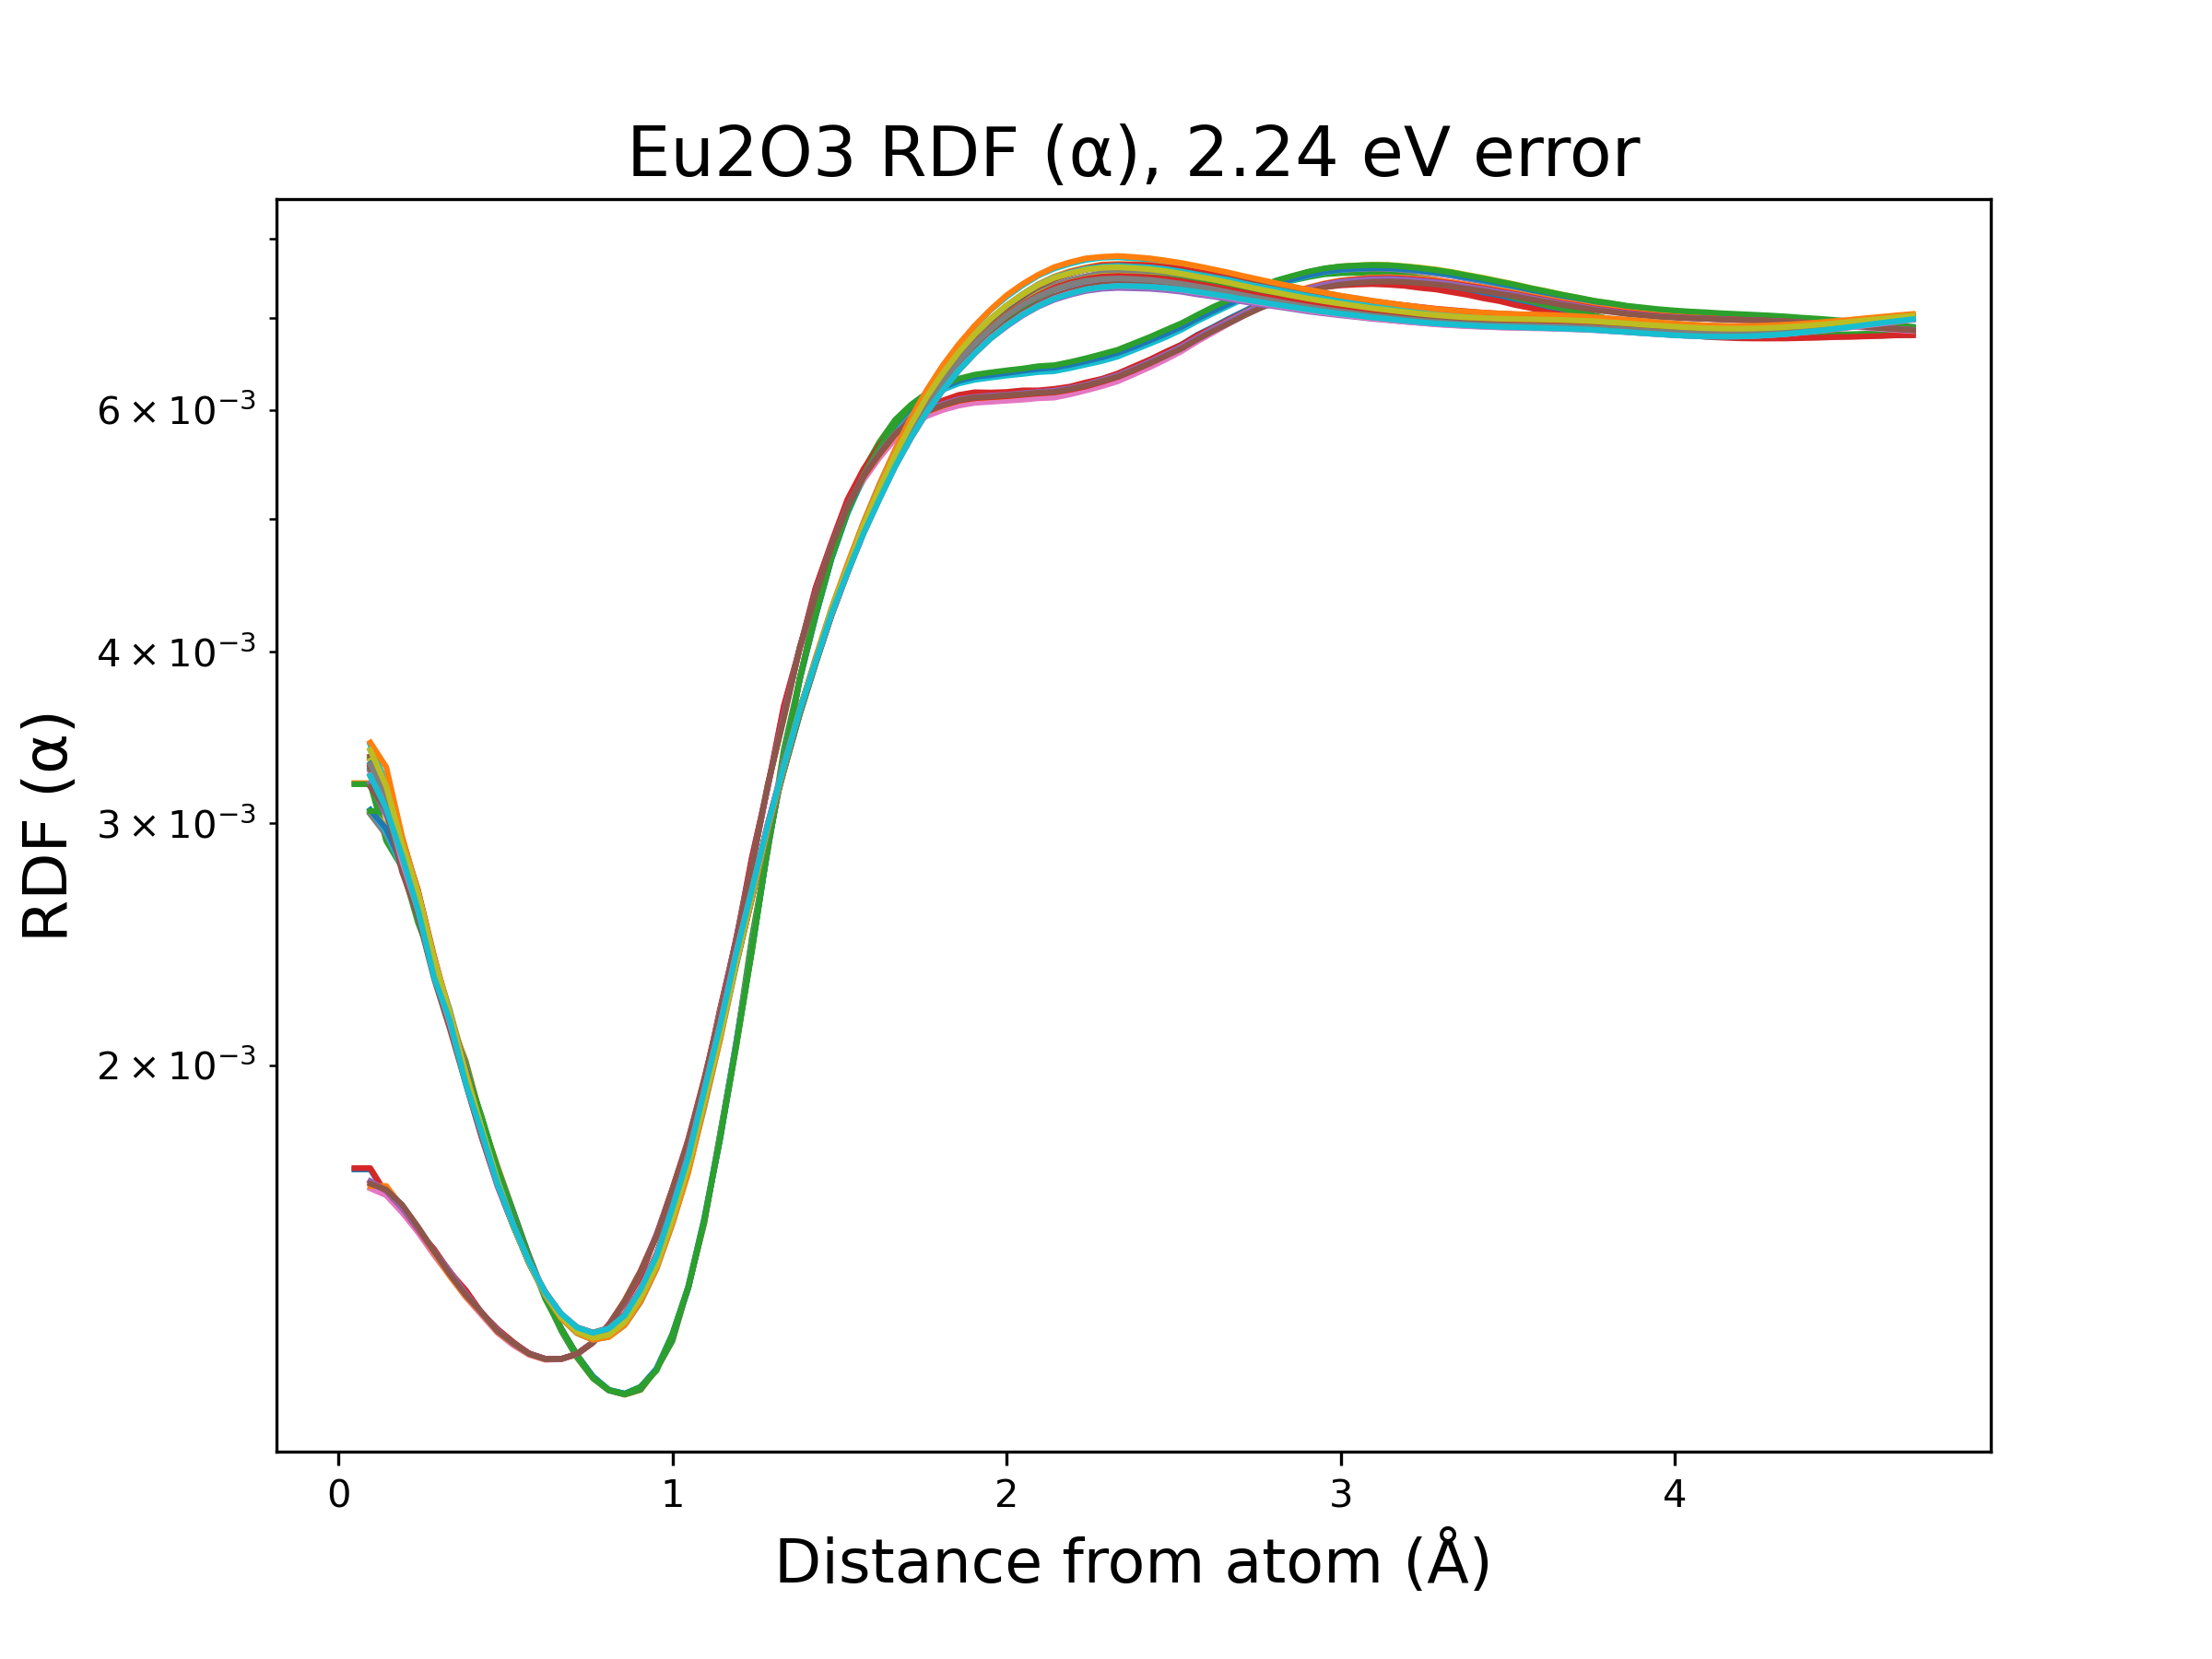 Eu2O3 RDF (α), 2.24 eV error
RDF (α)
6 × 10⁻³
4 × 10⁻³
3 × 10⁻³
2 × 10⁻³
0 1 2 3 4
Distance from atom (Å)